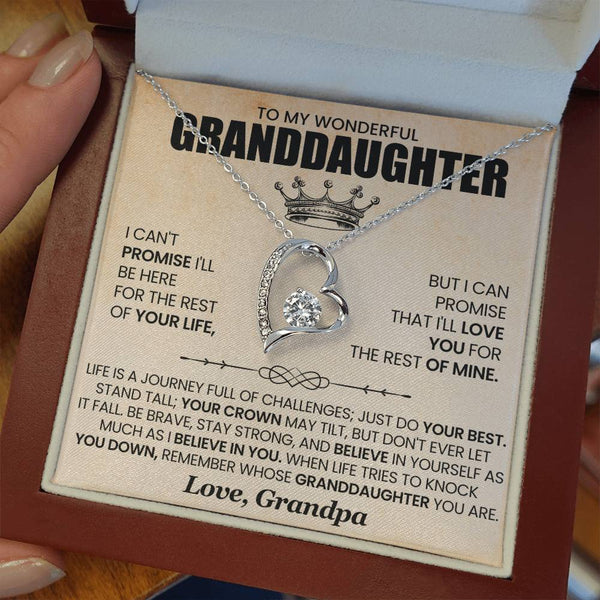 TO MY WONDERFUL
GRANDDAUGHTER
I CAN'T
PROMISE I'LL
BE HERE
FOR THE REST
OF YOUR LIFE,
BUT I CAN
PROMISE
THAT I'LL LOVE
YOU FOR
THE REST OF MINE.
LIFE IS A JOURNEY FULL OF CHALLENGES; JUST DO YOUR BEST.
STAND TALL; YOUR CROWN MAY TILT, BUT DON'T EVER LET
IT FALL. BE BRAVE, STAY STRONG, AND BELIEVE IN YOURSELF AS
MUCH AS I BELIEVE IN YOU. WHEN LIFE TRIES TO KNOCK
YOU DOWN, REMEMBER WHOSE GRANDDAUGHTER YOU ARE.
Love, Grandpa